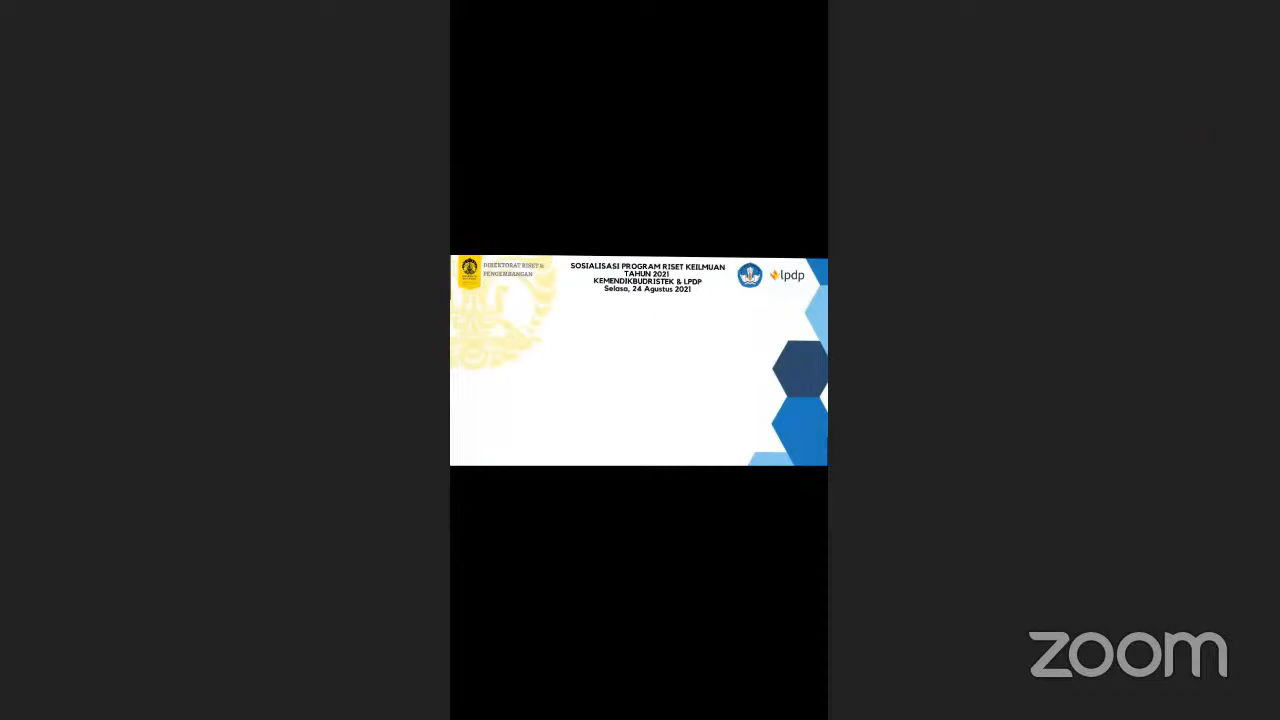 DIREKTORAT RISET &
PENGEMBANGAN
SOSIALISASI PROGRAM RISET KEILMUAN
TAHUN 2021
KEMENDIKBUDRISTEK & LPDP
Selasa, 24 Agustus 2021
lpdp
zoom